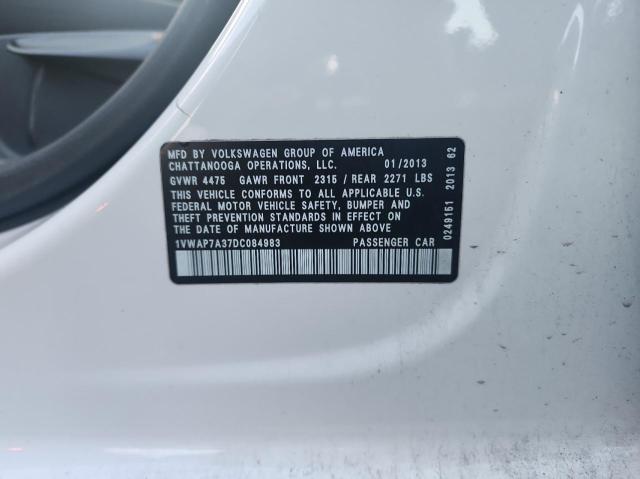 MFD BY VOLKSWAGEN GROUP OF AMERICA
CHATTANOOGA OPERATIONS, LLC. 01/2013
GVWR 4475 GAWR FRONT 2315 / REAR 2271 LBS
THIS VEHICLE CONFORMS TO ALL APPLICABLE U.S.
FEDERAL MOTOR VEHICLE SAFETY, BUMPER AND
THEFT PREVENTION STANDARDS IN EFFECT ON
THE DATE OF MANUFACTURE SHOWN ABOVE
1VWAP7A37DC084983 PASSENGER CAR
0249151 2013 62